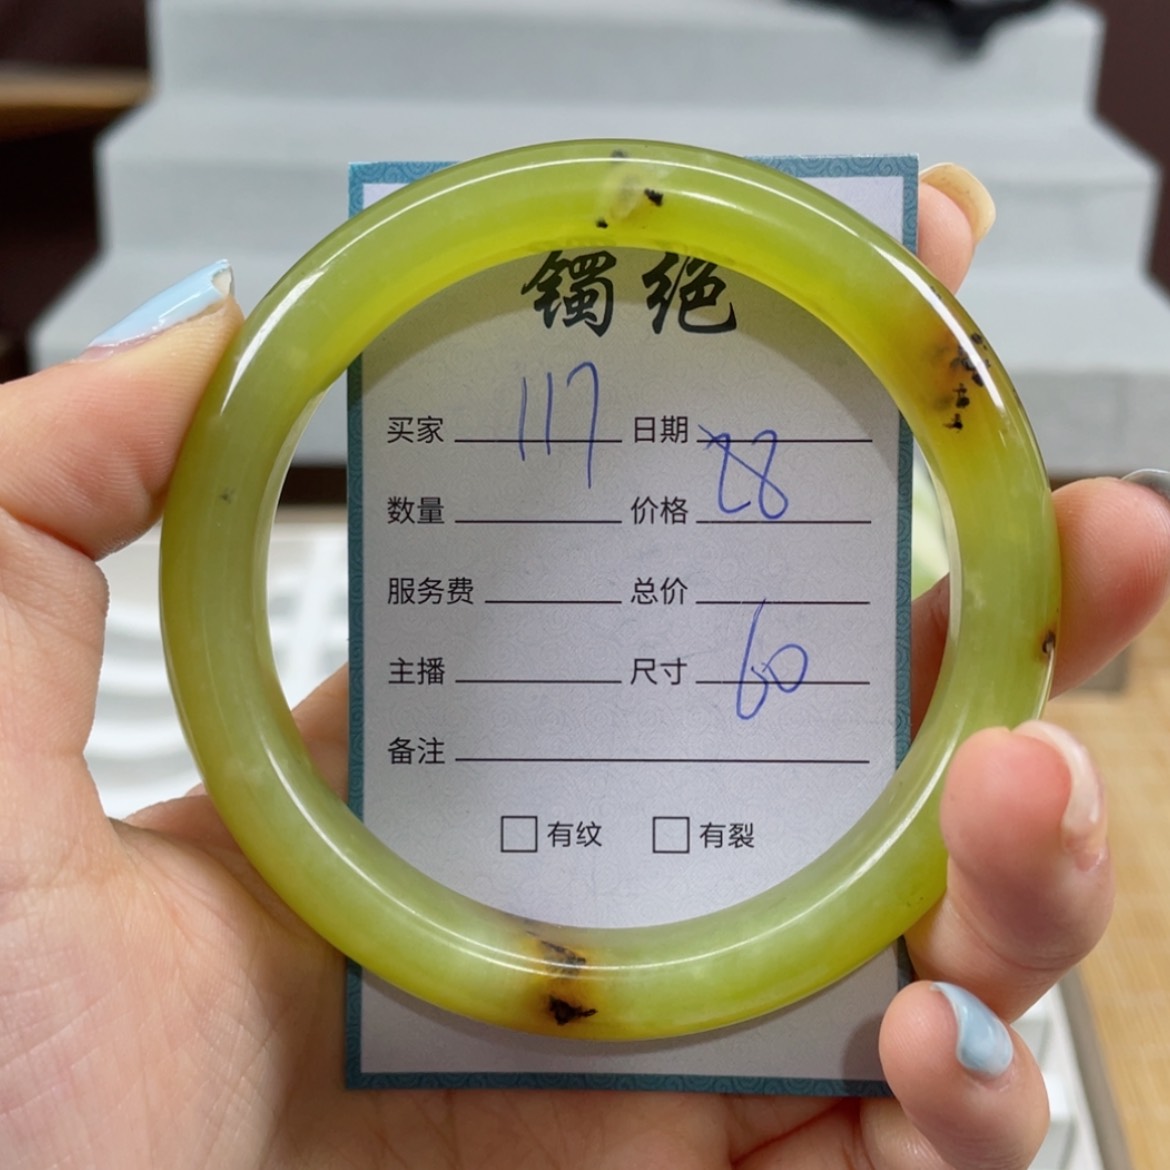 镯绝
买家 117 日期
数量 价格 28
服务费 总价
主播 尺寸 60
备注
有纹 有裂